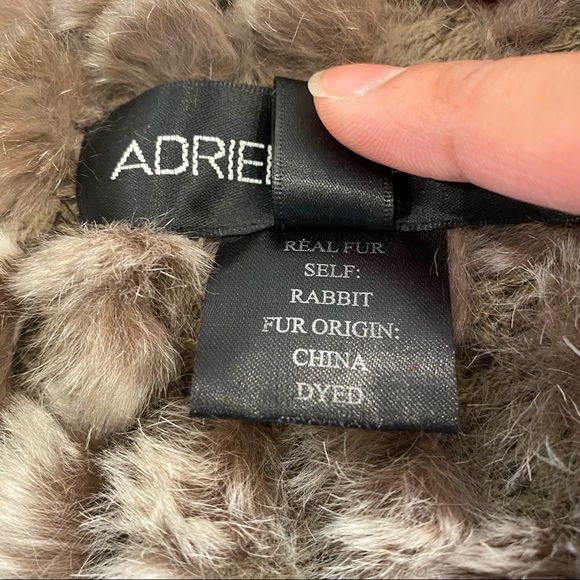 ADRIE
REAL FUR
SELF:
RABBIT
FUR ORIGIN:
CHINA
DYED